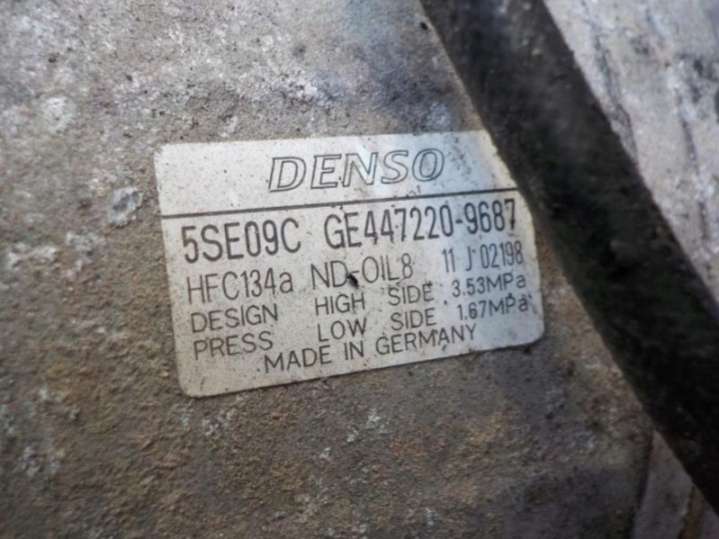 DENSO
5SE09C GE447220-9687
HFC134a ND-OIL8 11 J 02198
DESIGN HIGH SIDE 3.53MPa
PRESS LOW SIDE 1.67MPa
MADE IN GERMANY